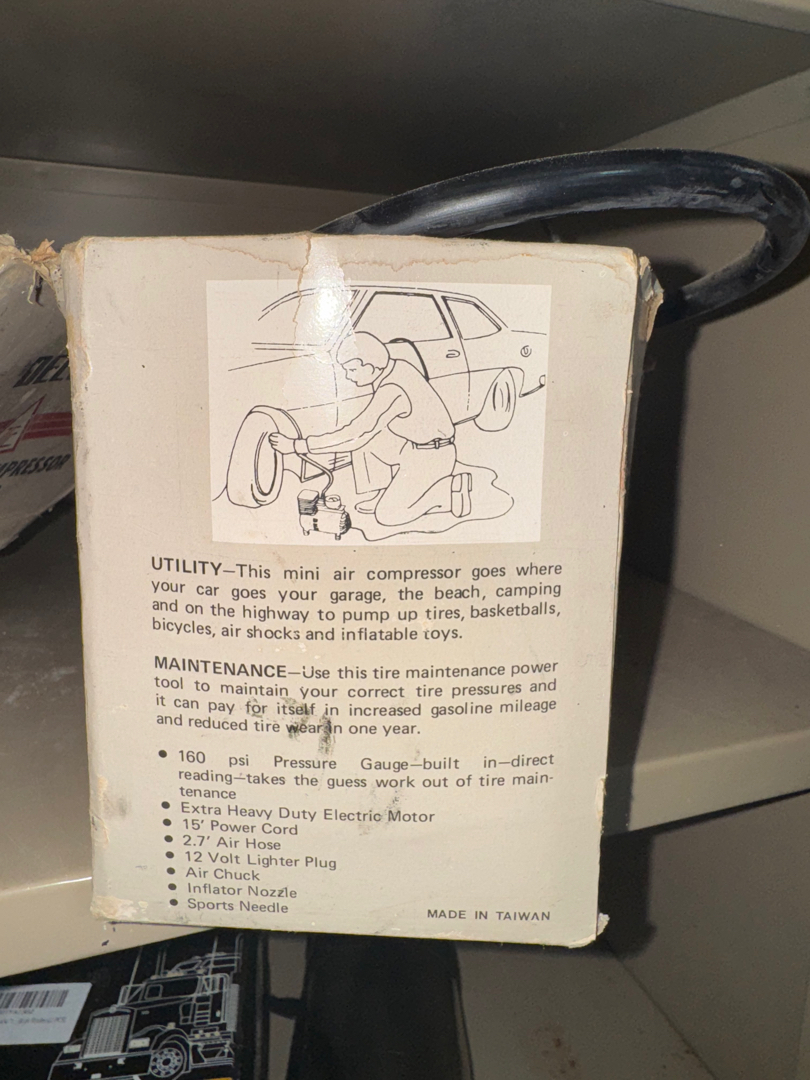 UTILITY—This mini air compressor goes where
your car goes your garage, the beach, camping
and on the highway to pump up tires, basketballs,
bicycles, air shocks and inflatable toys.
MAINTENANCE—Use this tire maintenance power
tool to maintain your correct tire pressures and
it can pay for itself in increased gasoline mileage
and reduced tire wear in one year.
● 160 psi Pressure Gauge—built in—direct
reading—takes the guess work out of tire main-
tenance
● Extra Heavy Duty Electric Motor
● 15' Power Cord
● 2.7' Air Hose
● 12 Volt Lighter Plug
● Air Chuck
● Inflator Nozzle
● Sports Needle
MADE IN TAIWAN